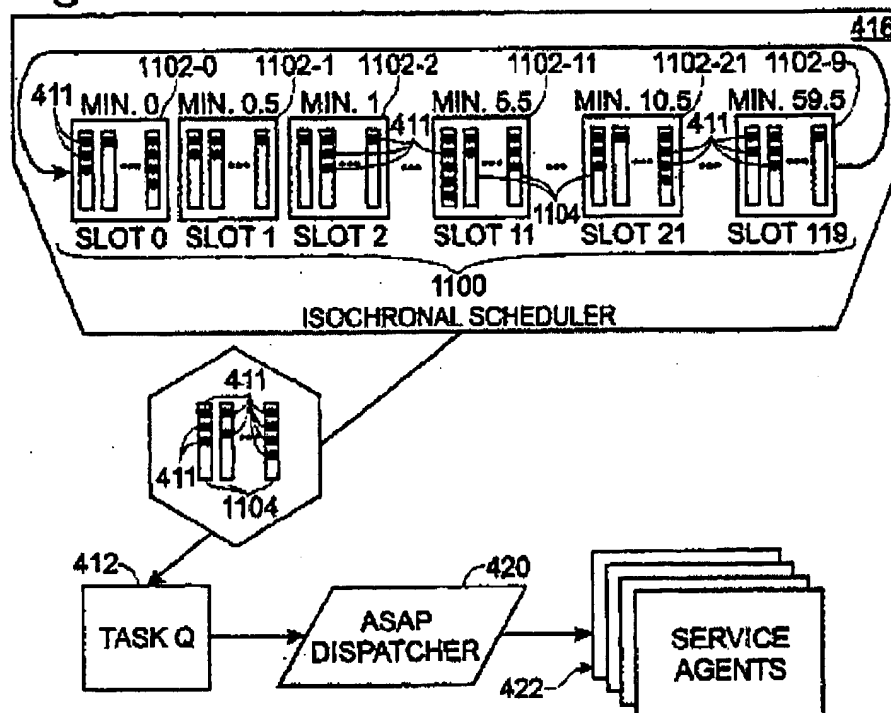 416
1102-0 1102-1 1102-2 1102-11 1102-21 1102-9
411 MIN. 0 MIN. 0.5 MIN. 1 411 MIN. 5.5 MIN. 10.5 411 MIN. 59.5
1104
SLOT 0 SLOT 1 SLOT 2 SLOT 11 SLOT 21 SLOT 119
1100
ISOCHRONAL SCHEDULER
411
411
1104
412 420
TASK Q ASAP DISPATCHER SERVICE AGENTS
422